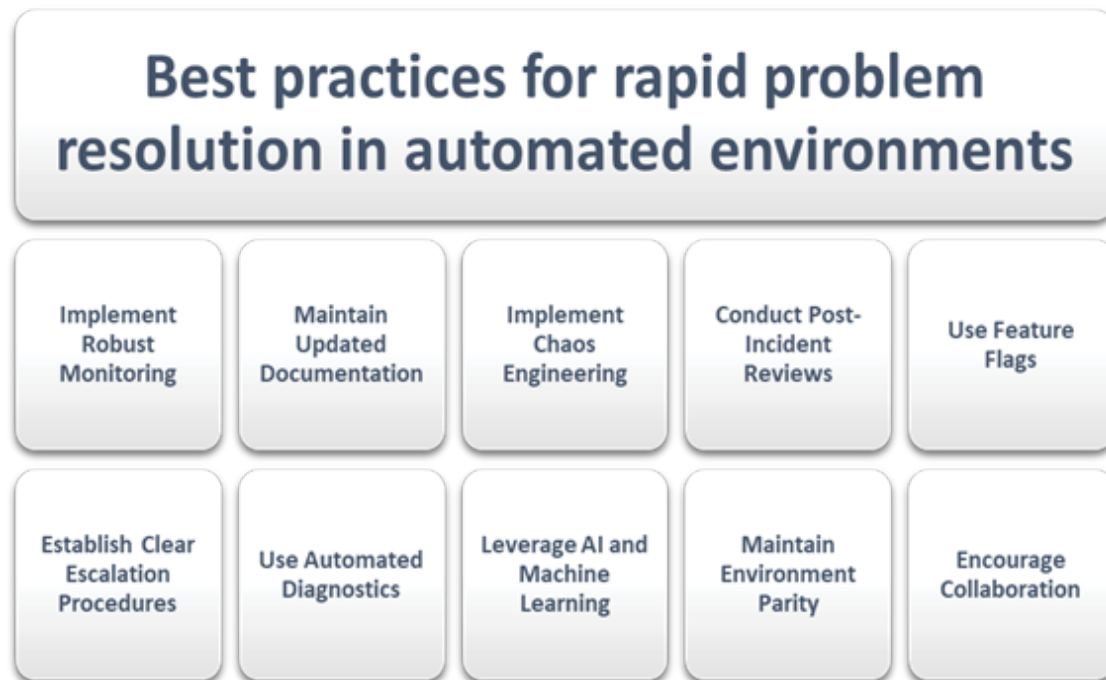 Best practices for rapid problem
resolution in automated environments
Implement
Robust
Monitoring
Maintain
Updated
Documentation
Implement
Chaos
Engineering
Conduct Post-
Incident
Reviews
Use Feature
Flags
Establish Clear
Escalation
Procedures
Use Automated
Diagnostics
Leverage AI and
Machine
Learning
Maintain
Environment
Parity
Encourage
Collaboration